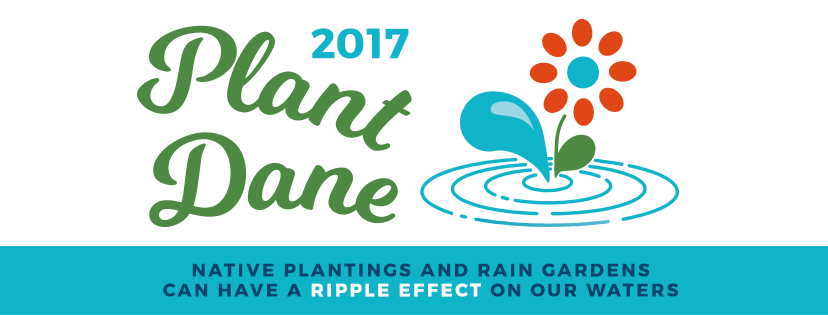 2017
Plant
Dane
NATIVE PLANTINGS AND RAIN GARDENS
CAN HAVE A RIPPLE EFFECT ON OUR WATERS